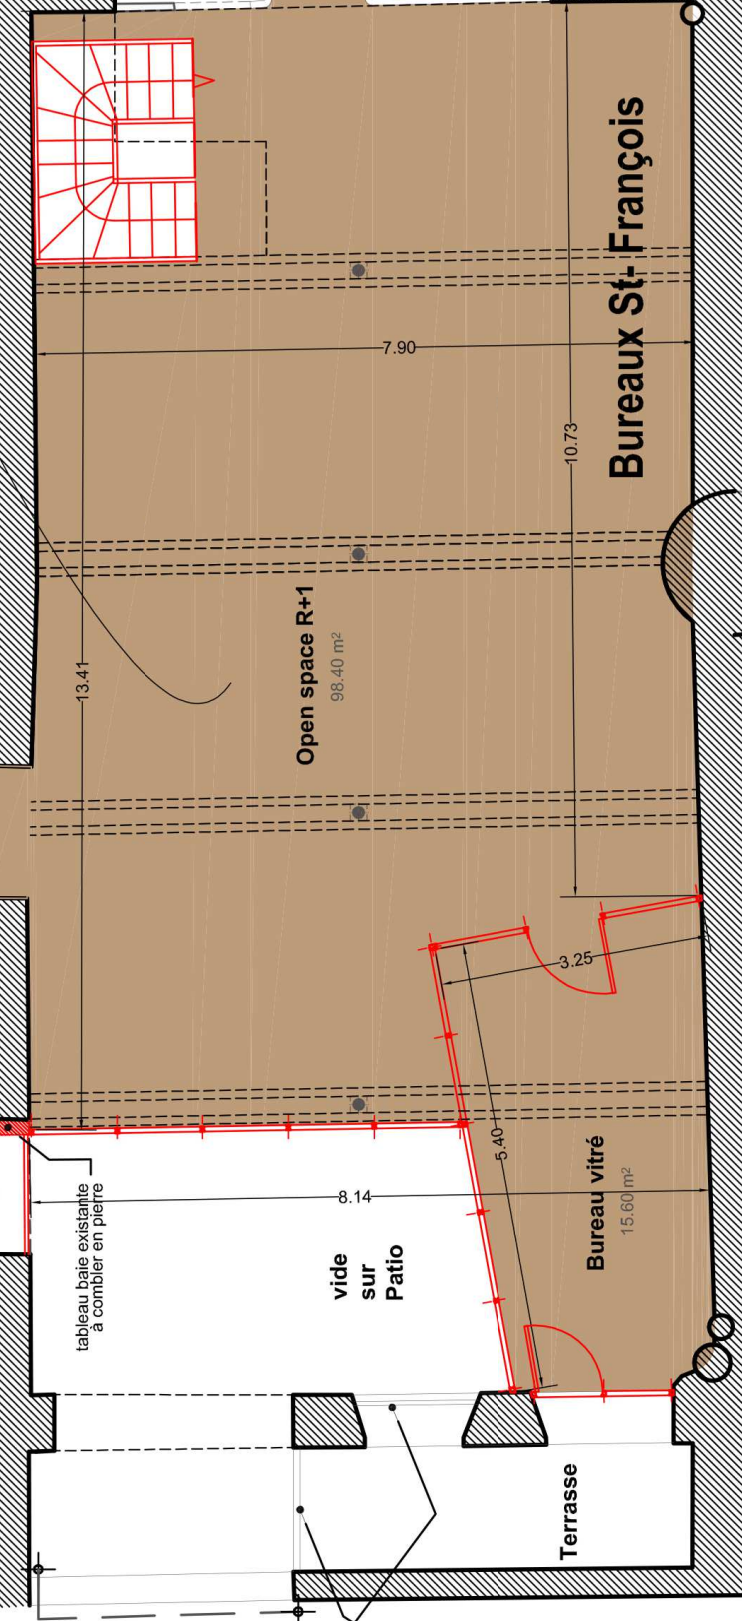 Bureaux St- François
7.90
10.73
13.41
Open space R+1
98.40 m²
3.25
5.40
8.14
Bureau vitré
15.60 m²
tableau baie existante
à combler en pierre
vide
sur
Patio
Terrasse